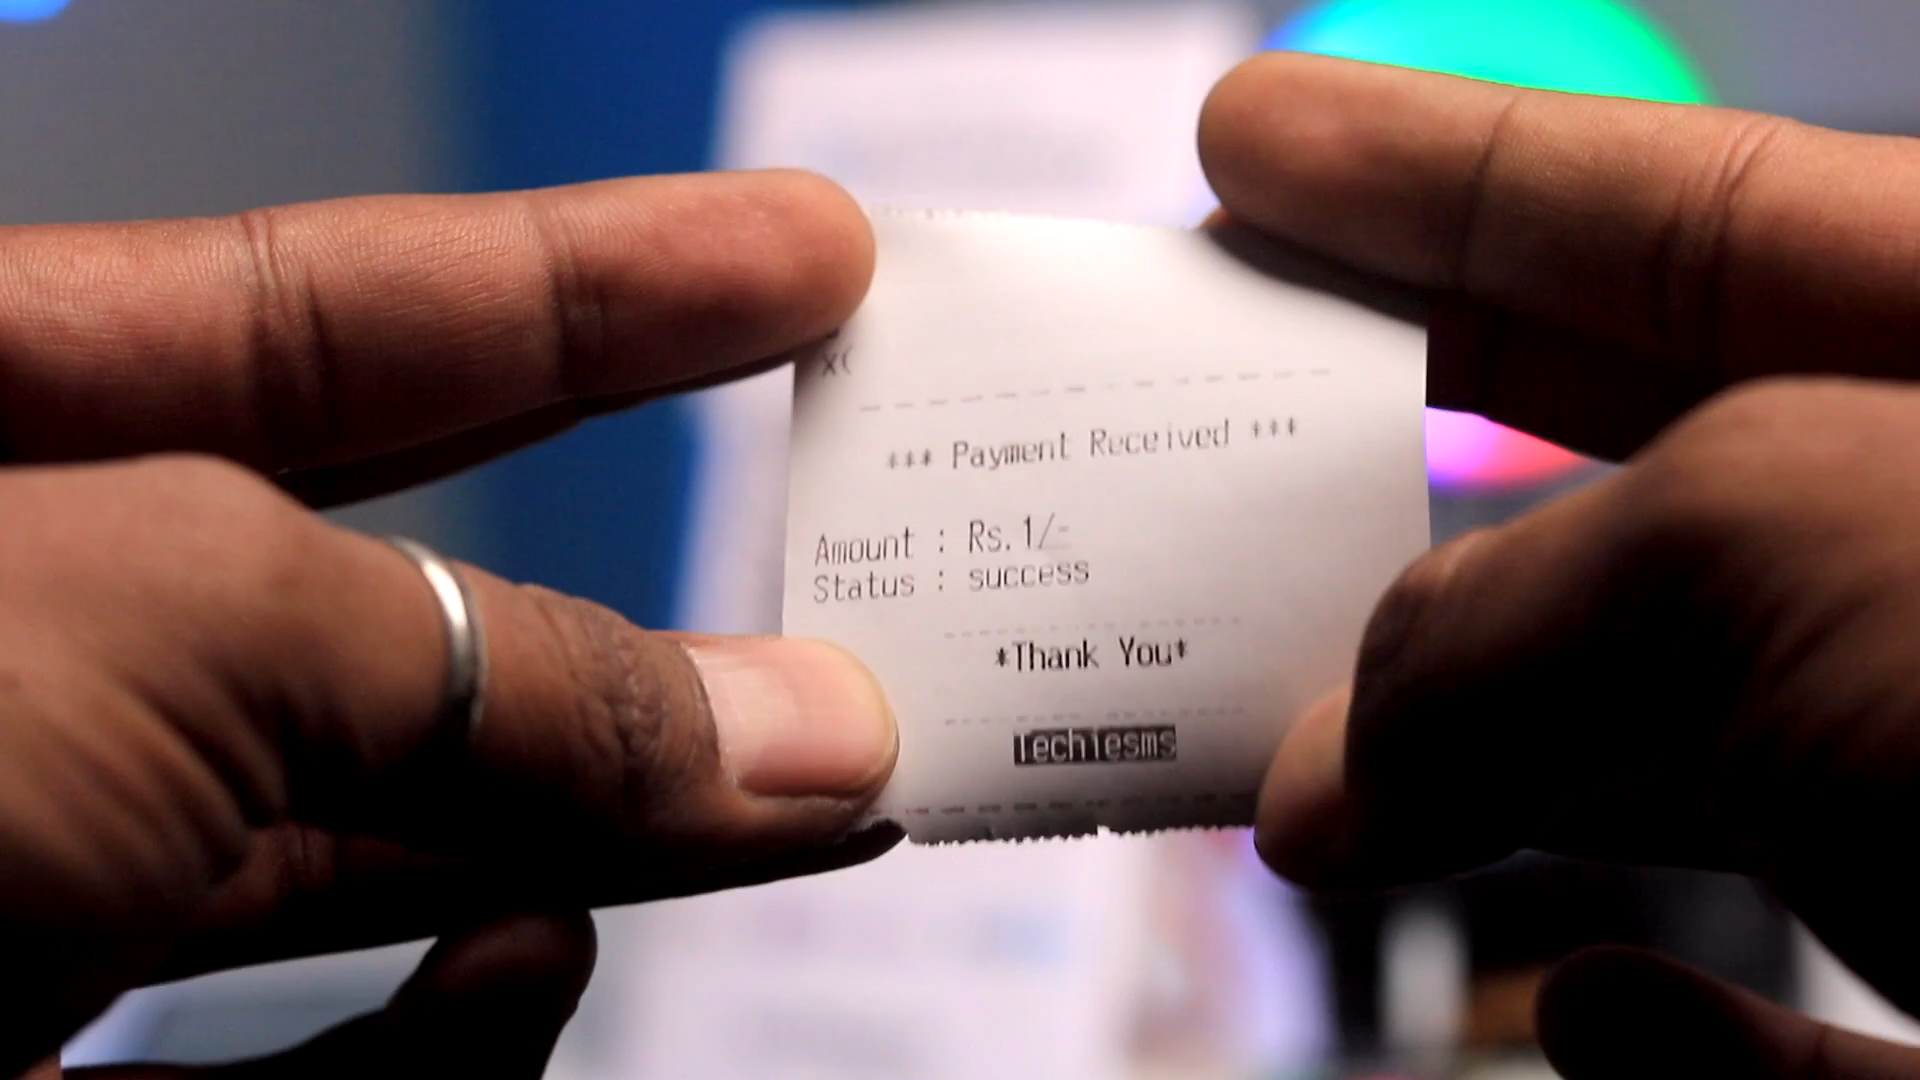 x(
*** Payment Received ***
Amount : Rs.1/-
Status : success
*Thank You*
Techiesms